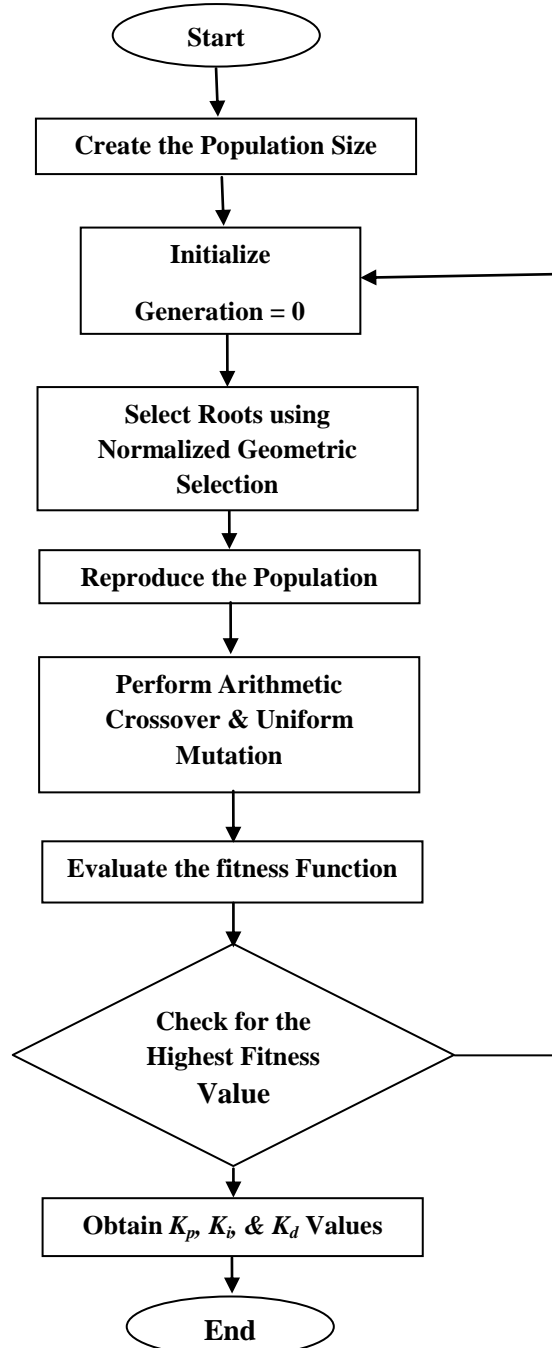 Start
Create the Population Size
Initialize
Generation = 0
Select Roots using
Normalized Geometric
Selection
Reproduce the Population
Perform Arithmetic
Crossover & Uniform
Mutation
Evaluate the fitness Function
Check for the
Highest Fitness
Value
Obtain Kp, Ki, & Kd Values
End